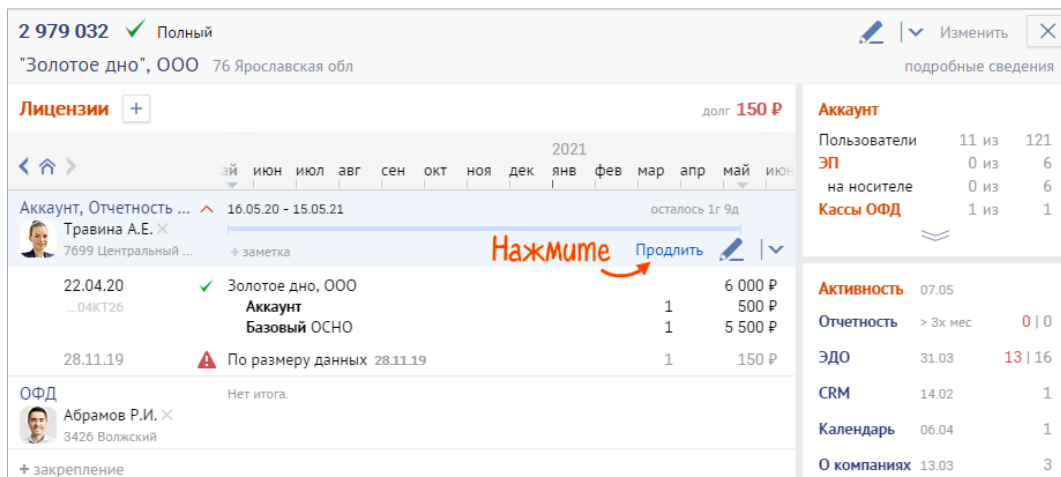 2 979 032 Полный Изменить
"Золотое дно", ООО 76 Ярославская обл подробные сведения
Лицензии + долг 150 ₽
2021
ай июн июл авг сен окт ноя дек янв фев мар апр май июн
Аккаунт, Отчетность ... 16.05.20 - 15.05.21 осталось 1г 9д
Травина А.Е.
7699 Центральный ... + заметка Нажмите Продлить
22.04.20 Золотое дно, ООО 6 000 ₽
...04КТ26 Аккаунт 1 500 ₽
Базовый ОСНО 1 5 500 ₽
28.11.19 По размеру данных 28.11.19 1 150 ₽
ОФД Нет итога.
Абрамов Р.И.
3426 Волжский
+ закрепление
Аккаунт
Пользователи 11 из 121
ЭП 0 из 6
на носителе 0 из 6
Кассы ОФД 1 из 1
Активность 07.05
Отчетность > 3х мес 0 | 0
ЭДО 31.03 13 | 16
CRM 14.02 1
Календарь 06.04 1
О компаниях 13.03 3